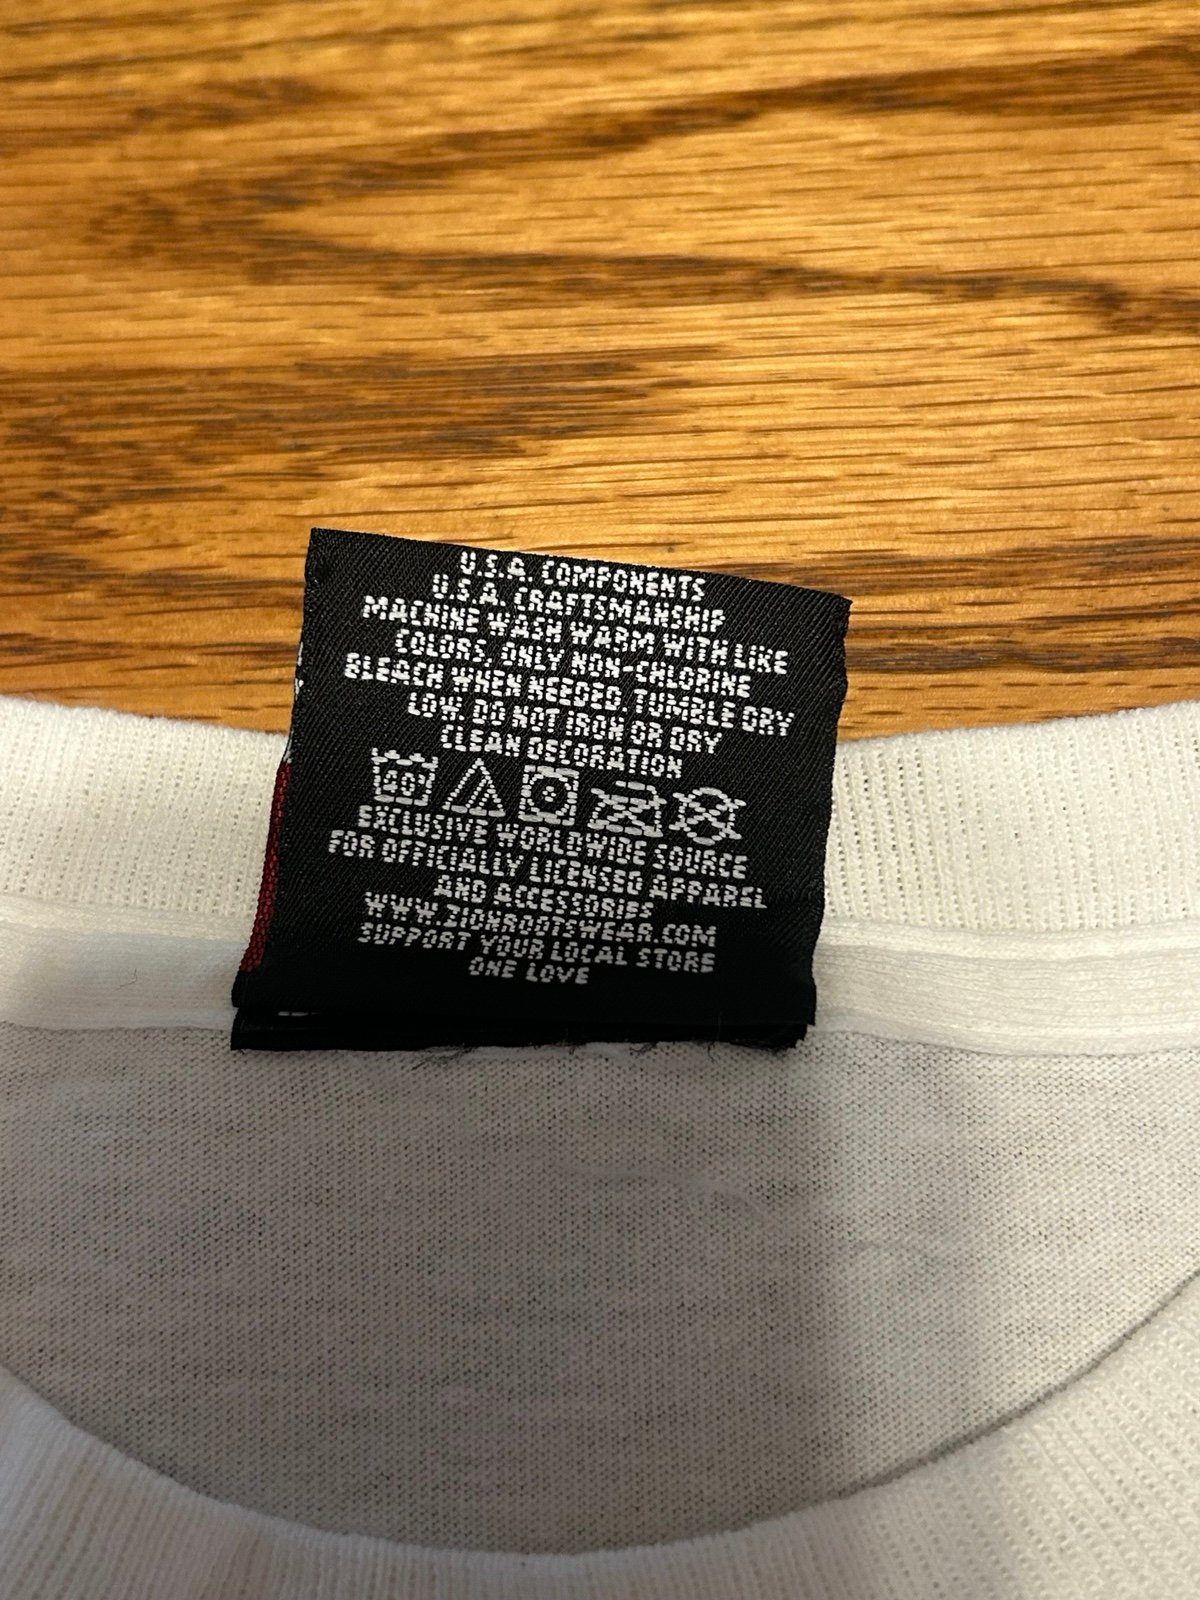 U.S.A. COMPONENTS
U.S.A. CRAFTSMANSHIP
MACHINE WASH WARM WITH LIKE
COLORS. ONLY NON-CHLORINE
BLEACH WHEN NEEDED. TUMBLE DRY
LOW. DO NOT IRON OR DRY
CLEAN DECORATION
40°
EXCLUSIVE WORLDWIDE SOURCE
FOR OFFICIALLY LICENSED APPAREL
AND ACCESSORIES
WWW.ZIONROOTSWEAR.COM
SUPPORT YOUR LOCAL STORE
ONE LOVE